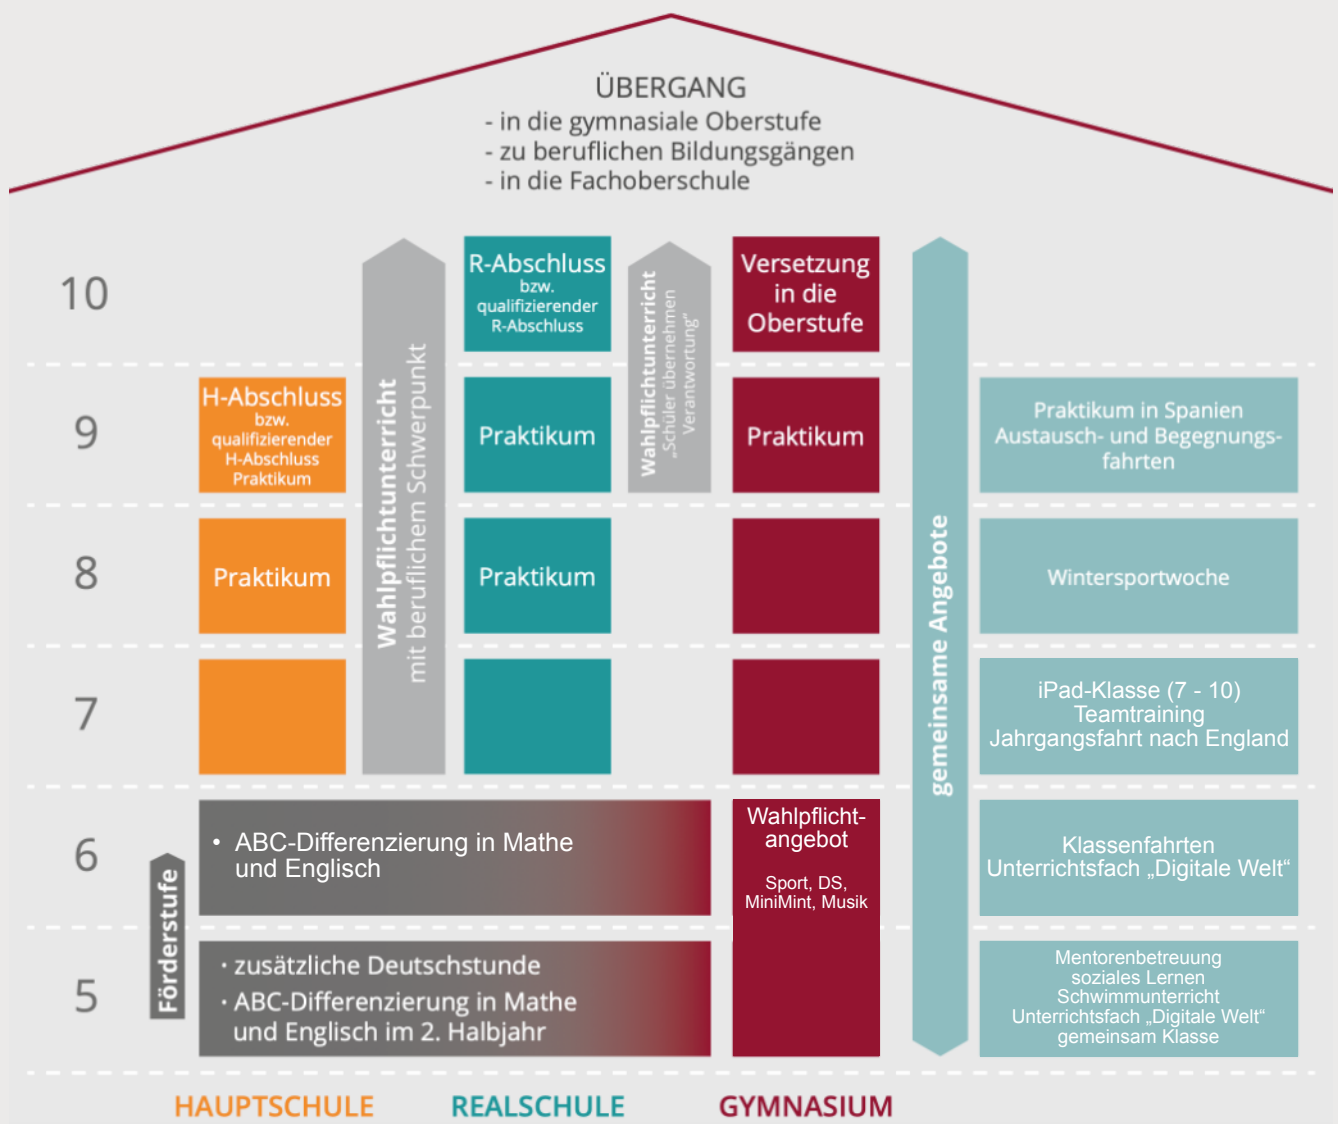 ÜBERGANG
- in die gymnasiale Oberstufe
- zu beruflichen Bildungsgängen
- in die Fachoberschule
10
R-Abschluss
bzw.
qualifizierender
R-Abschluss
Versetzung
in die
Oberstufe
Wahlpflichtunterricht
mit beruflichem Schwerpunkt
Wahlpflichtunterricht
„Schüler übernehmen
Verantwortung“
gemeinsame Angebote
9
H-Abschluss
bzw.
qualifizierender
H-Abschluss
Praktikum
Praktikum
Praktikum
Praktikum in Spanien
Austausch- und Begegnungs-
fahrten
8
Praktikum
Praktikum
Wintersportwoche
7
iPad-Klasse (7 - 10)
Teamtraining
Jahrgangsfahrt nach England
6
• ABC-Differenzierung in Mathe
und Englisch
Wahlpflicht-
angebot
Sport, DS,
MiniMint, Musik
Klassenfahrten
Unterrichtsfach „Digitale Welt“
Förderstufe
5
· zusätzliche Deutschstunde
· ABC-Differenzierung in Mathe
und Englisch im 2. Halbjahr
Mentorenbetreuung
soziales Lernen
Schwimmunterricht
Unterrichtsfach „Digitale Welt“
gemeinsam Klasse
HAUPTSCHULE
REALSCHULE
GYMNASIUM